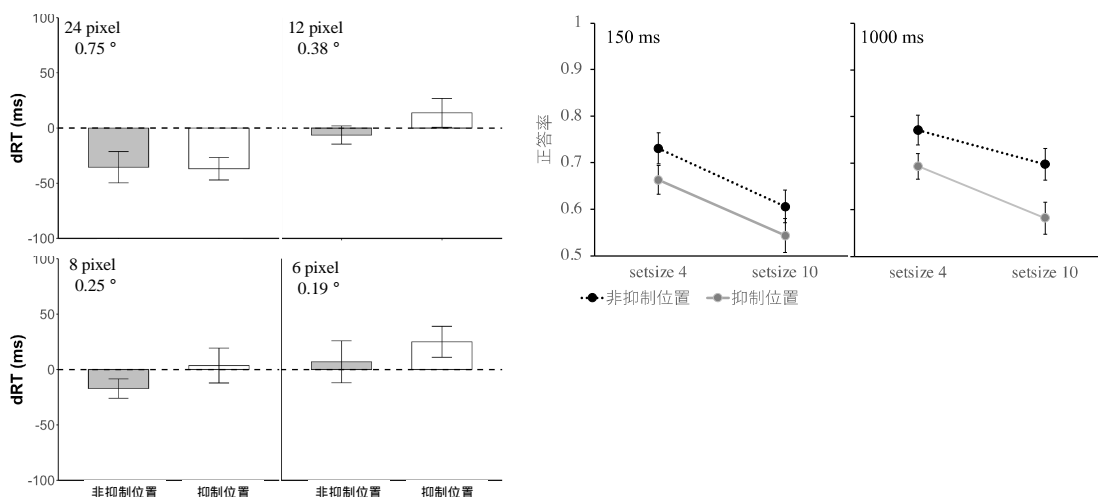 100
50
0
-50
-100
dRT (ms)
24 pixel
0.75 °
12 pixel
0.38 °
100
50
0
-50
-100
dRT (ms)
8 pixel
0.25 °
6 pixel
0.19 °
非抑制位置 抑制位置 非抑制位置 抑制位置
1
0.9
0.8
0.7
0.6
0.5
正答率
150 ms
1000 ms
setsize 4 setsize 10 setsize 4 setsize 10
非抑制位置 抑制位置